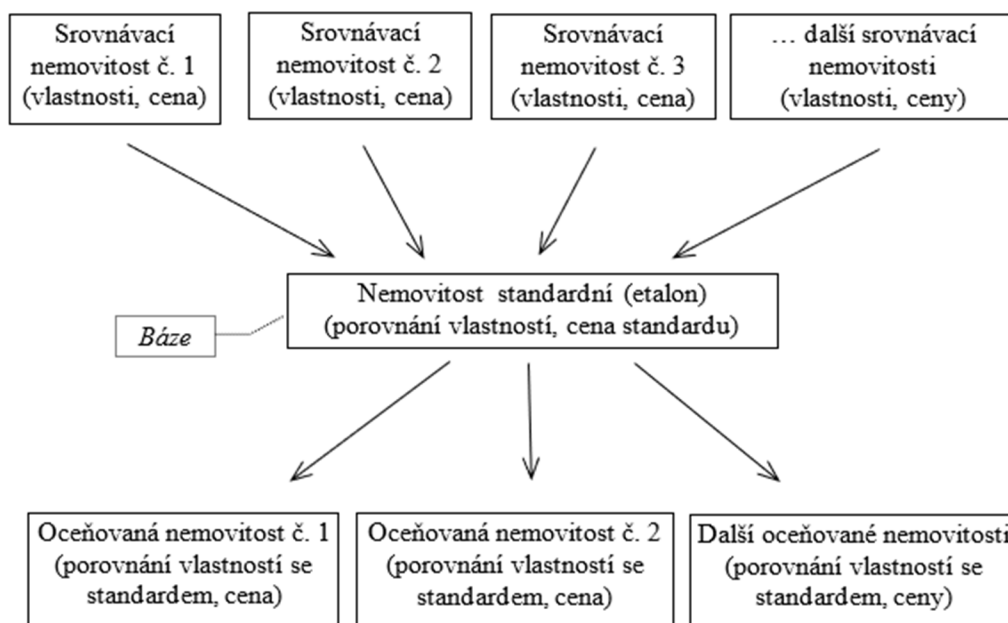 Srovnávací
nemovitost č. 1
(vlastnosti, cena)
Srovnávací
nemovitost č. 2
(vlastnosti, cena)
Srovnávací
nemovitost č. 3
(vlastnosti, cena)
… další srovnávací
nemovitosti
(vlastnosti, ceny)
Nemovitost standardní (etalon)
(porovnání vlastností, cena standardu)
Báze
Oceňovaná nemovitost č. 1
(porovnání vlastností se
standardem, cena)
Oceňovaná nemovitost č. 2
(porovnání vlastností se
standardem, cena)
Další oceňované nemovitosti
(porovnání vlastností se
standardem, ceny)